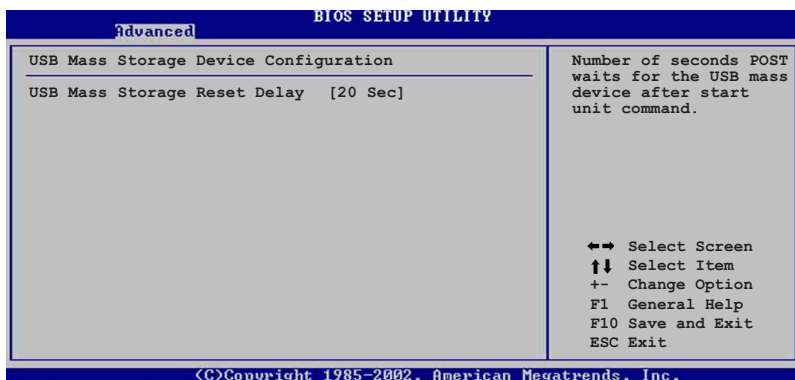 BIOS SETUP UTILITY
Advanced
USB Mass Storage Device Configuration
USB Mass Storage Reset Delay [20 Sec]
Number of seconds POST
waits for the USB mass
device after start
unit command.
←→ Select Screen
↑↓ Select Item
+- Change Option
F1 General Help
F10 Save and Exit
ESC Exit
(C)Copyright 1985-2002, American Megatrends, Inc.